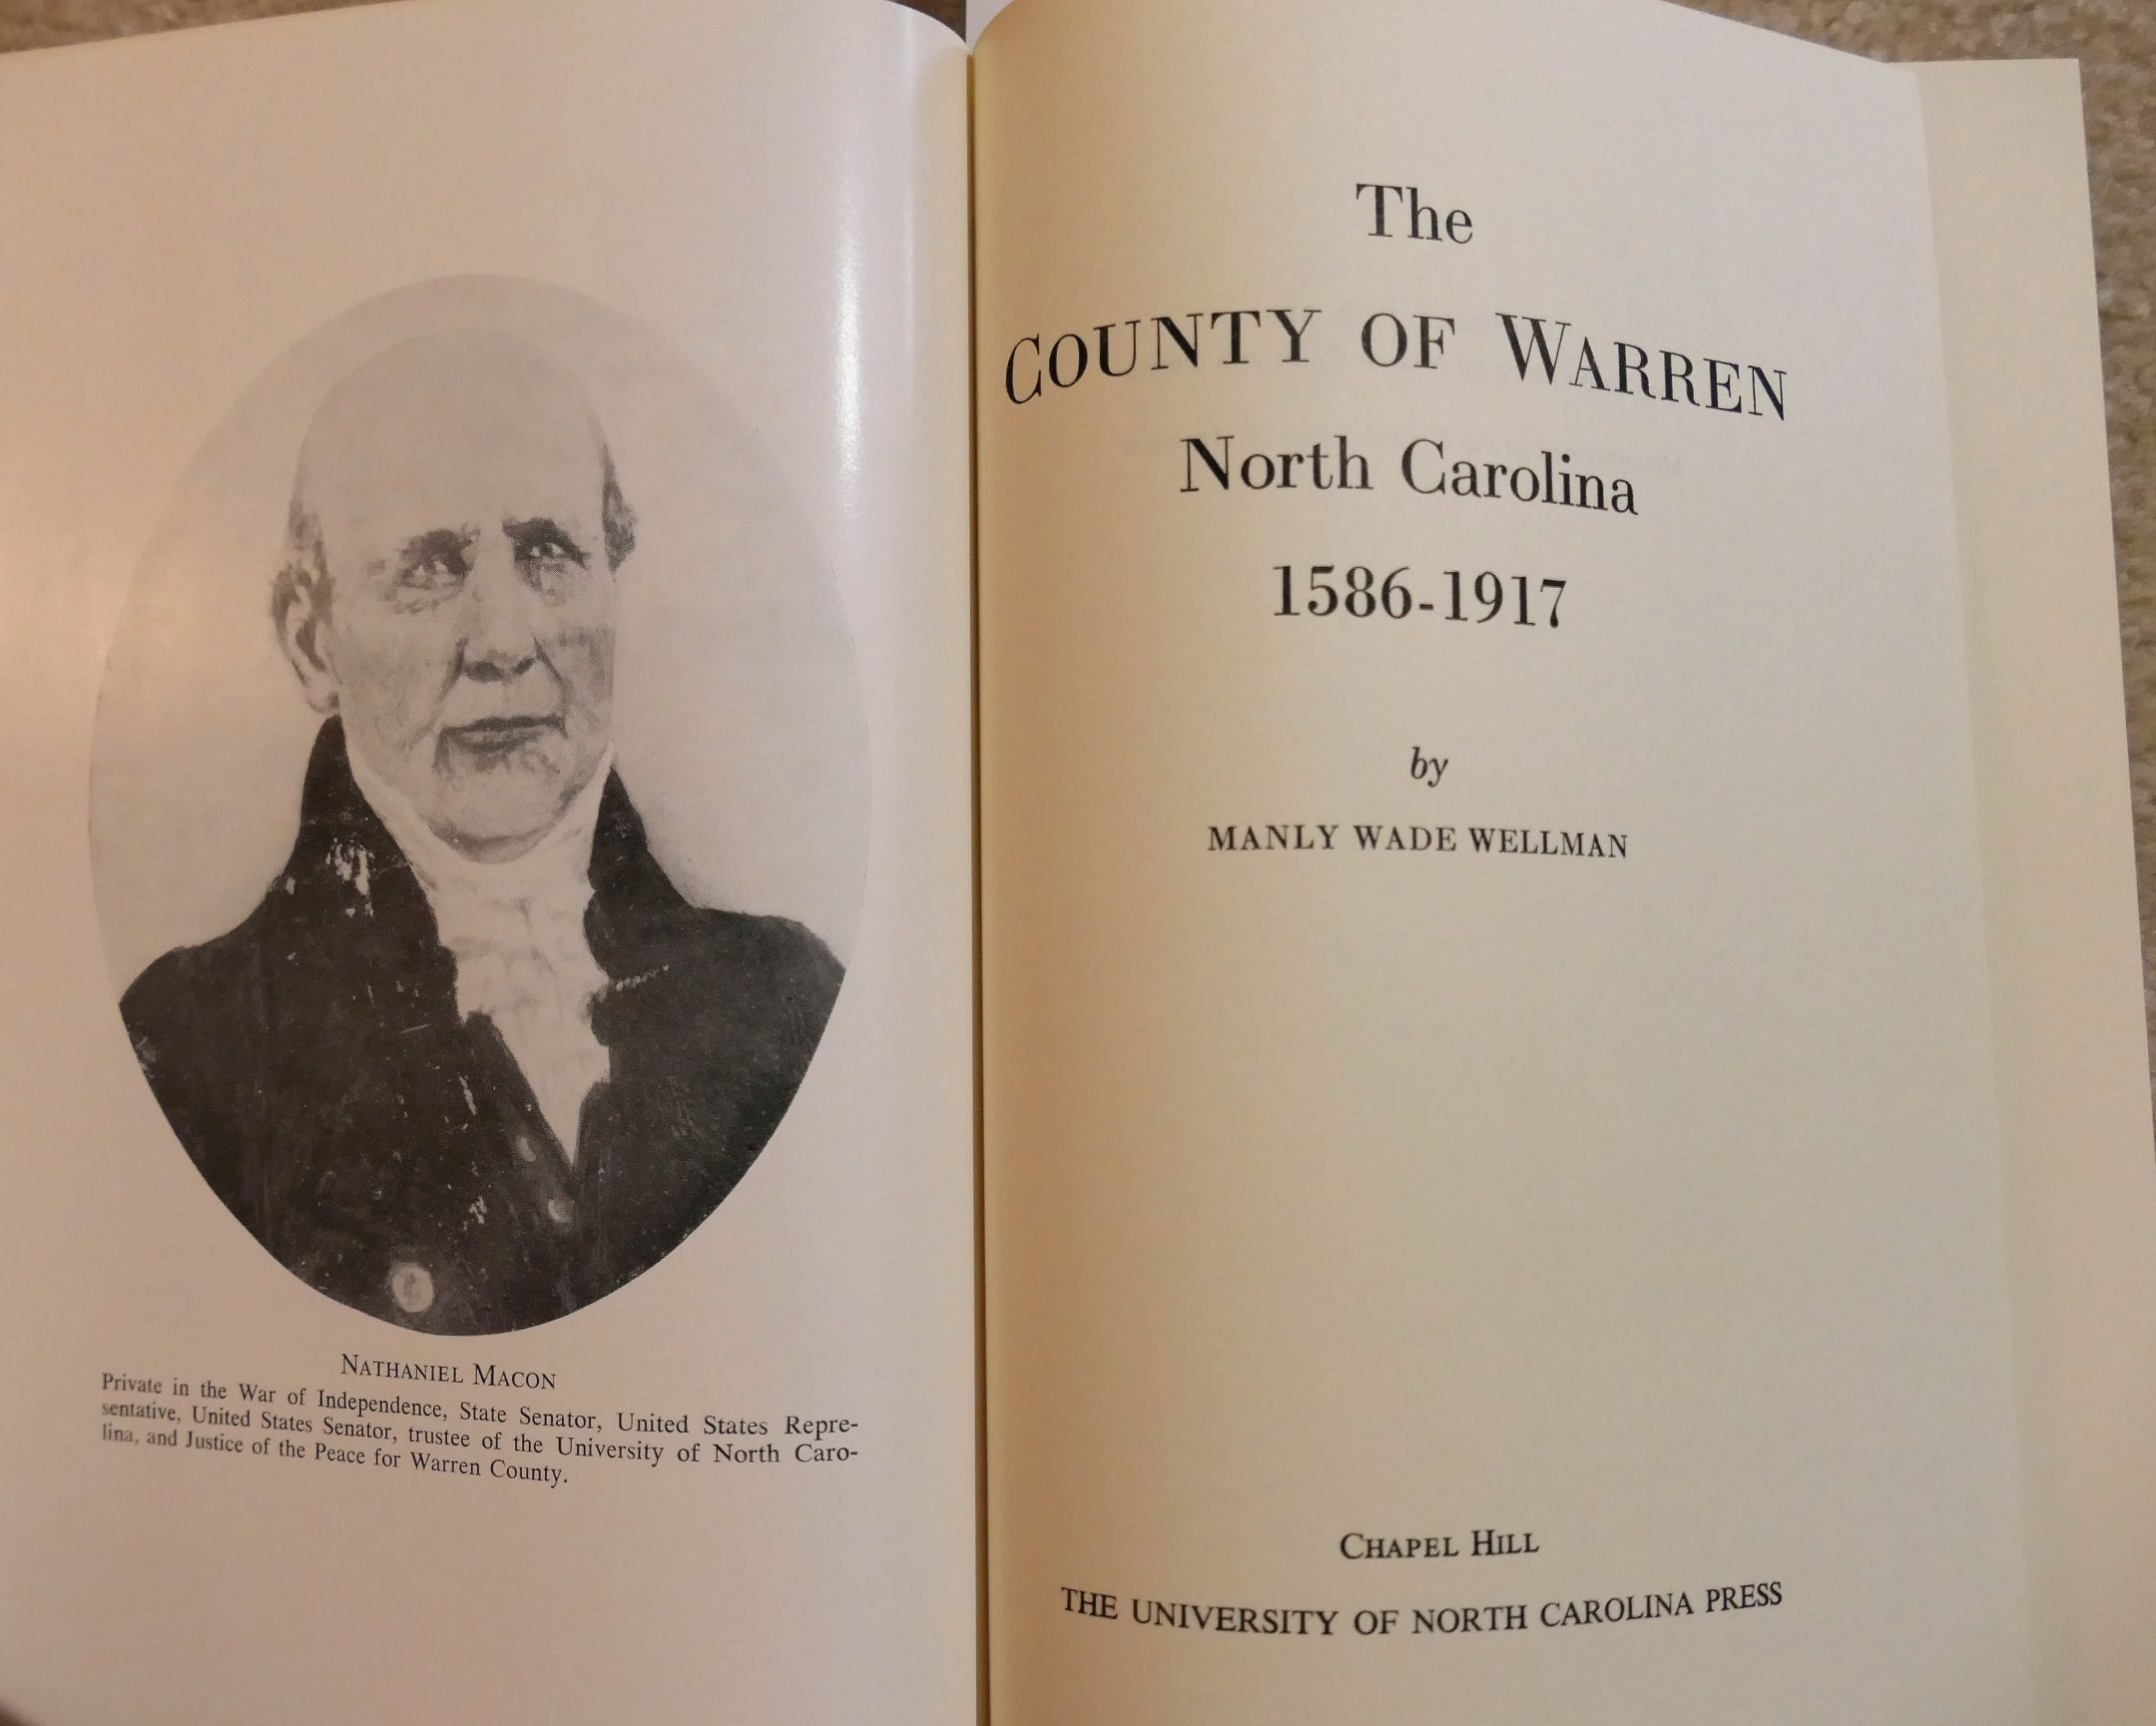 NATHANIEL MACON
Private in the War of Independence, State Senator, United States Repre-
sentative, United States Senator, trustee of the University of North Caro-
lina, and Justice of the Peace for Warren County.
The
COUNTY OF WARREN
North Carolina
1586-1917
by
MANLY WADE WELLMAN
CHAPEL HILL
THE UNIVERSITY OF NORTH CAROLINA PRESS